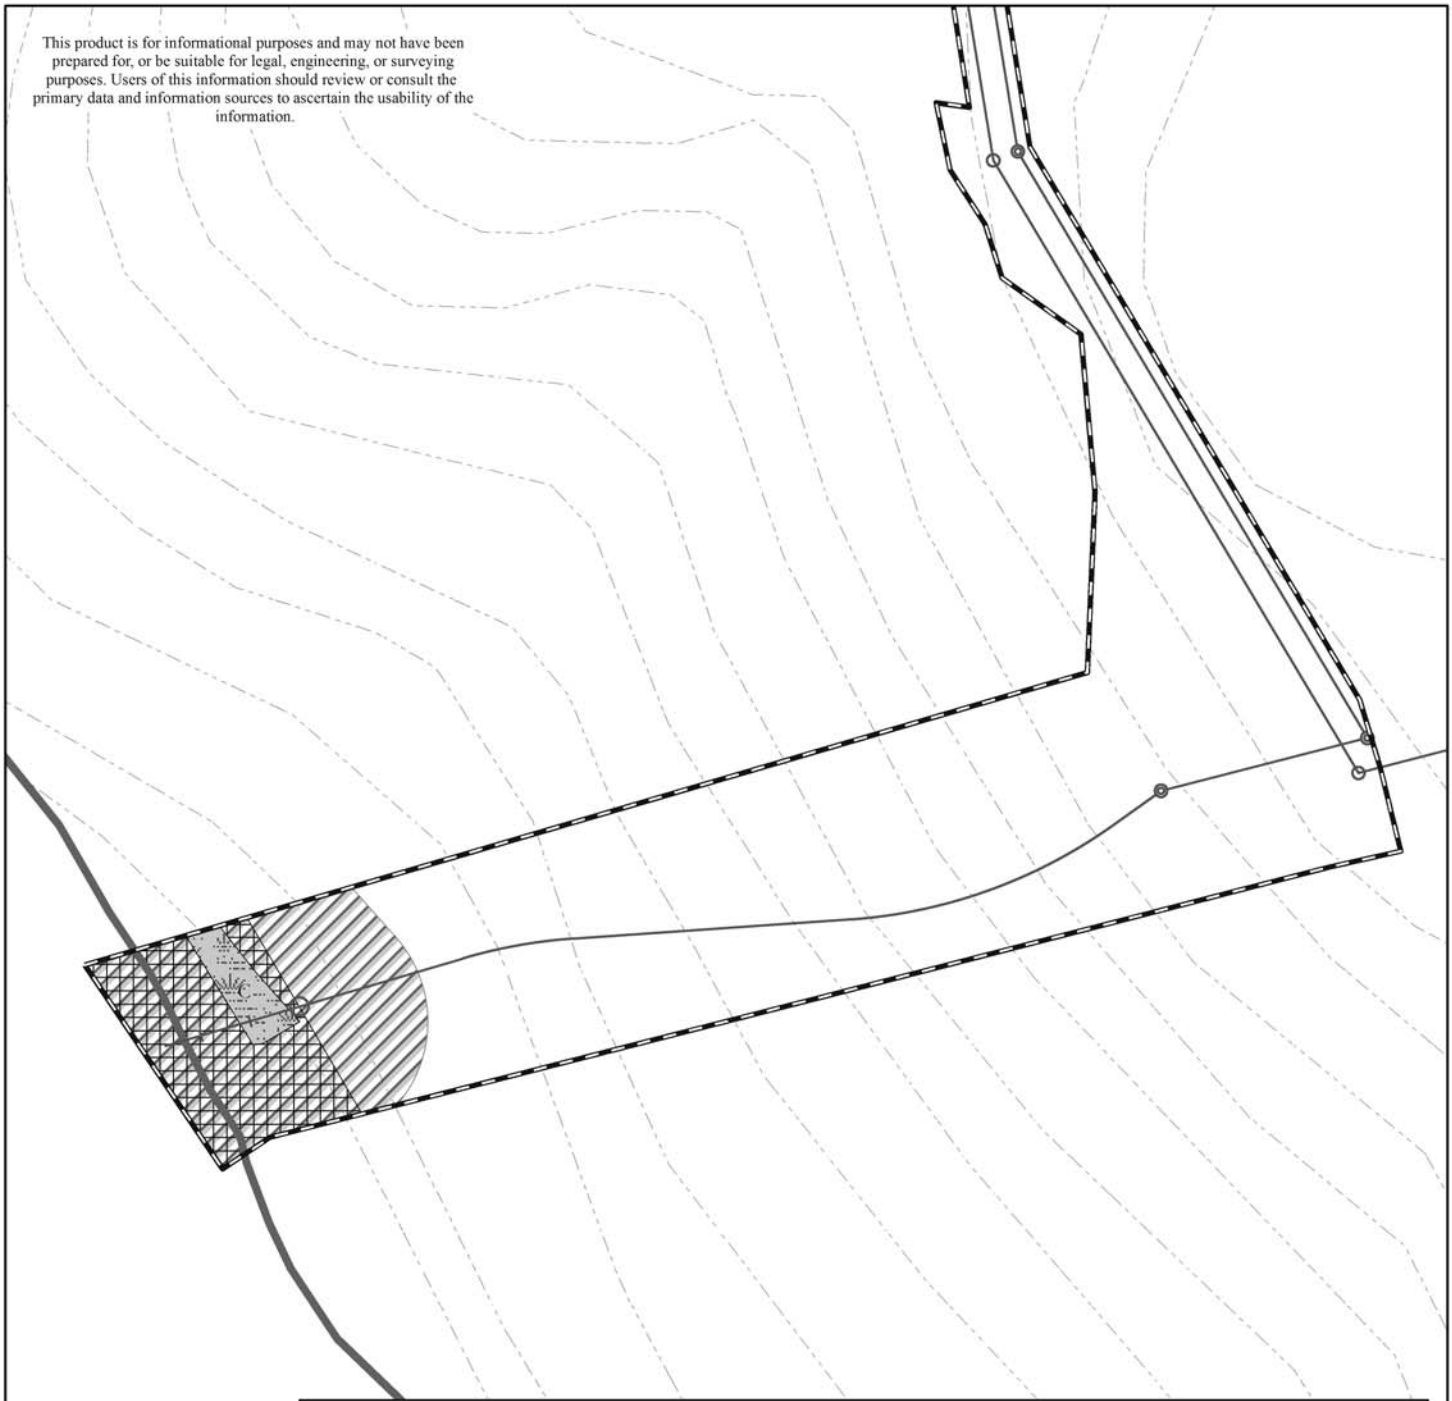 This product is for informational purposes and may not have been
prepared for, or be suitable for legal, engineering, or surveying
purposes. Users of this information should review or consult the
primary data and information sources to ascertain the usability of the
information.
C